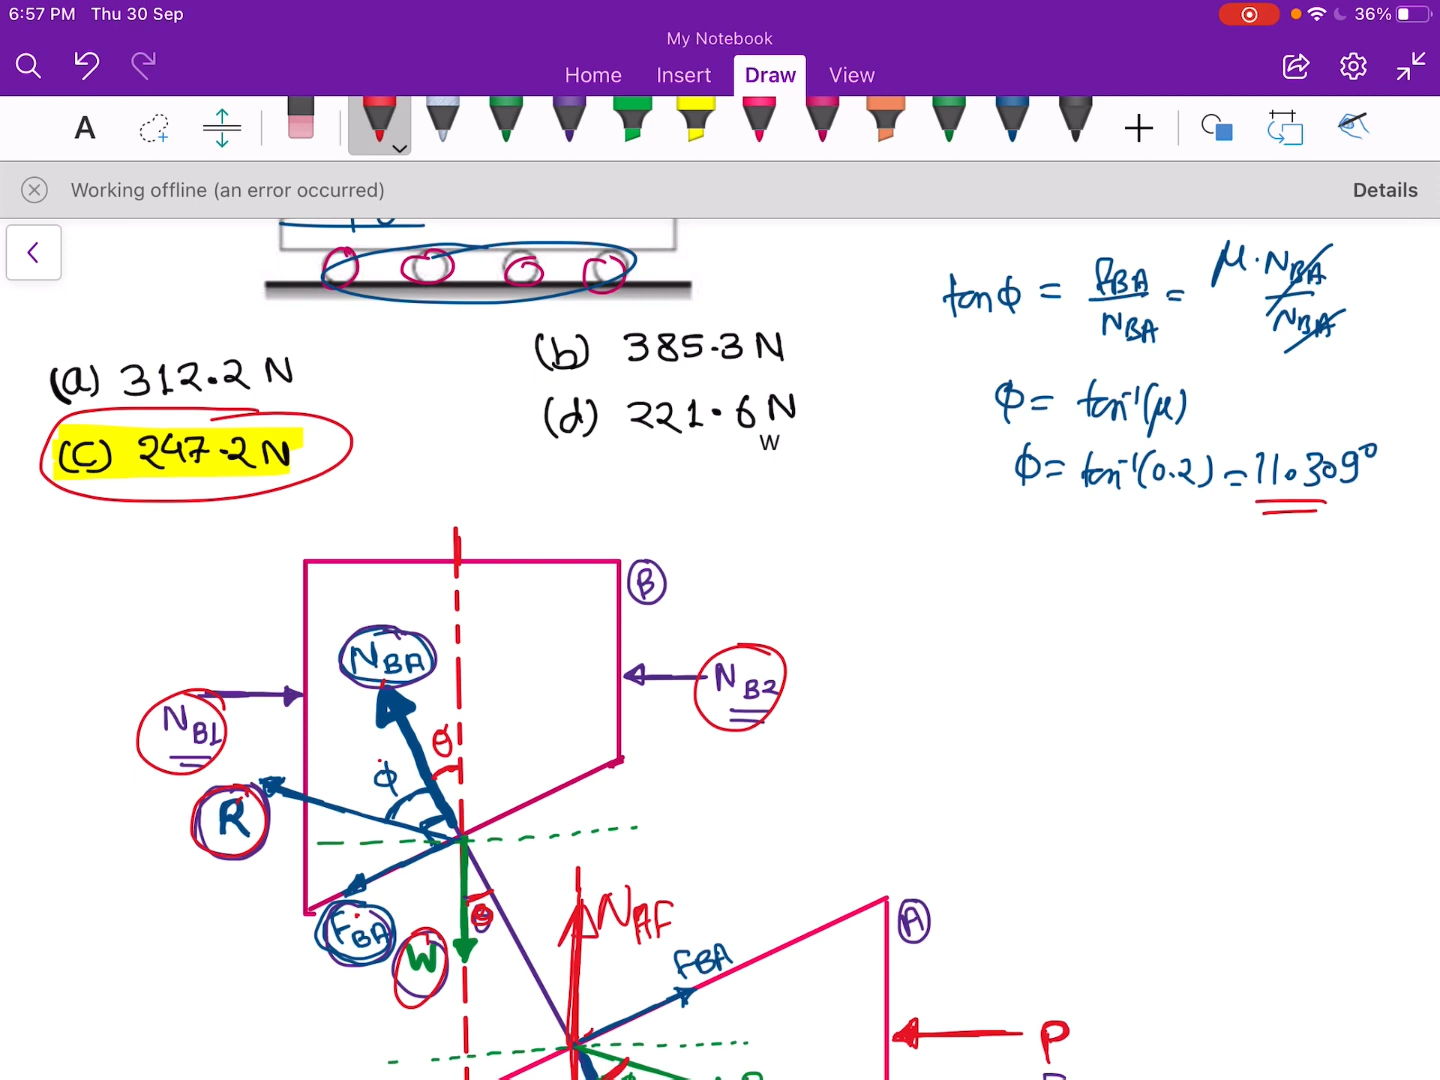 6:57 PM Thu 30 Sep
36%
My Notebook
Home Insert Draw View
A
Working offline (an error occurred)
Details
tanϕ = FBA/NBA = μ·NBA/NBA
(a) 312.2 N
(b) 385.3 N
(c) 247.2 N
(d) 221.6 N
W
ϕ = tan⁻¹(μ)
ϕ = tan⁻¹(0.2) = 11.309°
B
NBA
NB1
NB2
θ
ϕ
R
FBA
W
θ
NAF
FBA
A
P